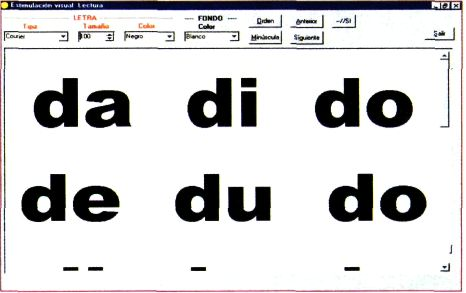 Estimulación visual Lectura
LETRA
FONDO
Tipo Tamaño Color Color
Courier 100 Negro Blanco
Orden Anterior --//SI
Minúscula Siguiente
Salir
da di do
de du do